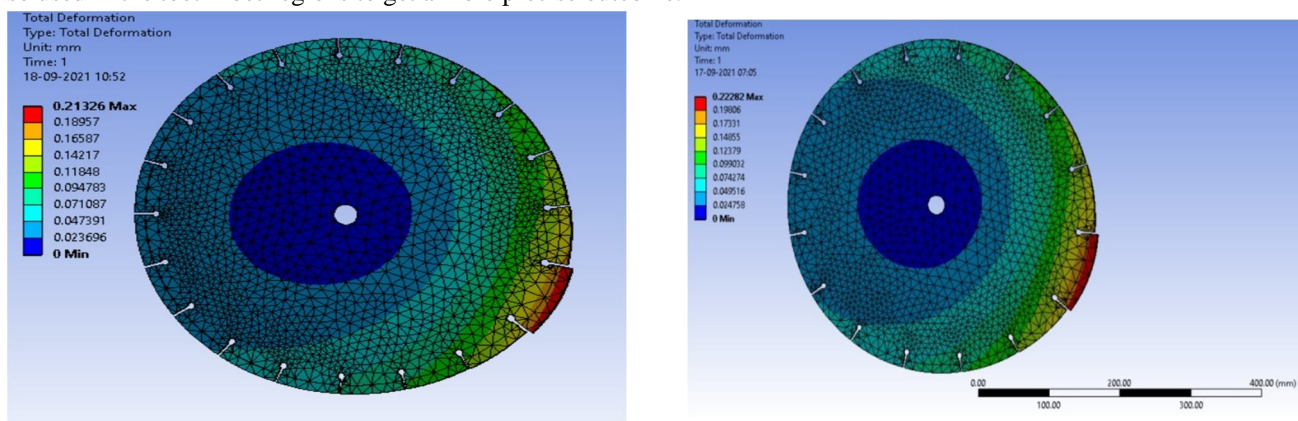 Total Deformation
Type: Total Deformation
Unit: mm
Time: 1
18-09-2021 10:52
0.21326 Max
0.18957
0.16587
0.14217
0.11848
0.094783
0.071087
0.047391
0.023696
0 Min
Total Deformation
Type: Total Deformation
Unit: mm
Time: 1
17-09-2021 07:05
0.22282 Max
0.19806
0.17331
0.14855
0.12379
0.099032
0.074274
0.049516
0.024758
0 Min
0.00 200.00 400.00 (mm)
100.00 300.00